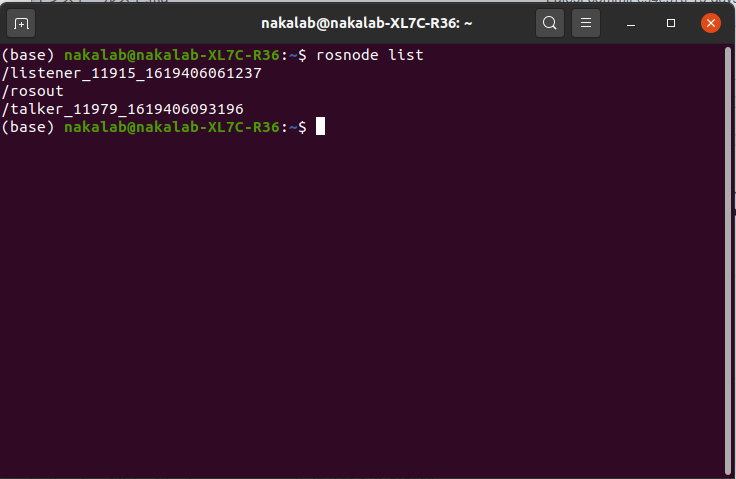 nakalab@nakalab-XL7C-R36: ~
(base) nakalab@nakalab-XL7C-R36:~$ rosnode list
/listener_11915_1619406061237
/rosout
/talker_11979_1619406093196
(base) nakalab@nakalab-XL7C-R36:~$